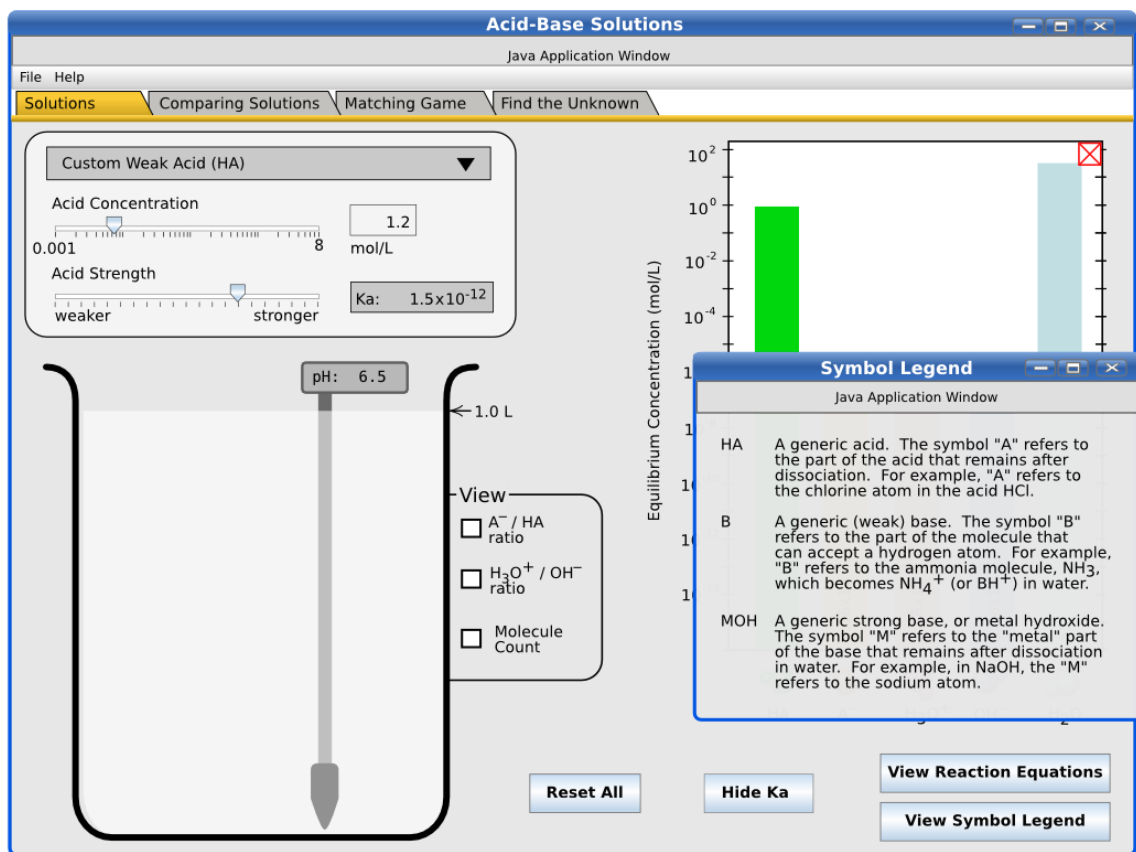 Acid-Base Solutions
Java Application Window
File Help
Solutions
Comparing Solutions
Matching Game
Find the Unknown
Custom Weak Acid (HA)
Acid Concentration
0.001
8
1.2
mol/L
Acid Strength
weaker
stronger
Ka: 1.5x10⁻¹²
pH: 6.5
1.0 L
View
A⁻ / HA
ratio
H₃O⁺ / OH⁻
ratio
Molecule
Count
Equilibrium Concentration (mol/L)
10²
10⁰
10⁻²
10⁻⁴
Symbol Legend
Java Application Window
HA A generic acid. The symbol "A" refers to
the part of the acid that remains after
dissociation. For example, "A" refers to
the chlorine atom in the acid HCl.
B A generic (weak) base. The symbol "B"
refers to the part of the molecule that
can accept a hydrogen atom. For example,
"B" refers to the ammonia molecule, NH₃,
which becomes NH₄⁺ (or BH⁺) in water.
MOH A generic strong base, or metal hydroxide.
The symbol "M" refers to the "metal" part
of the base that remains after dissociation
in water. For example, in NaOH, the "M"
refers to the sodium atom.
Reset All
Hide Ka
View Reaction Equations
View Symbol Legend